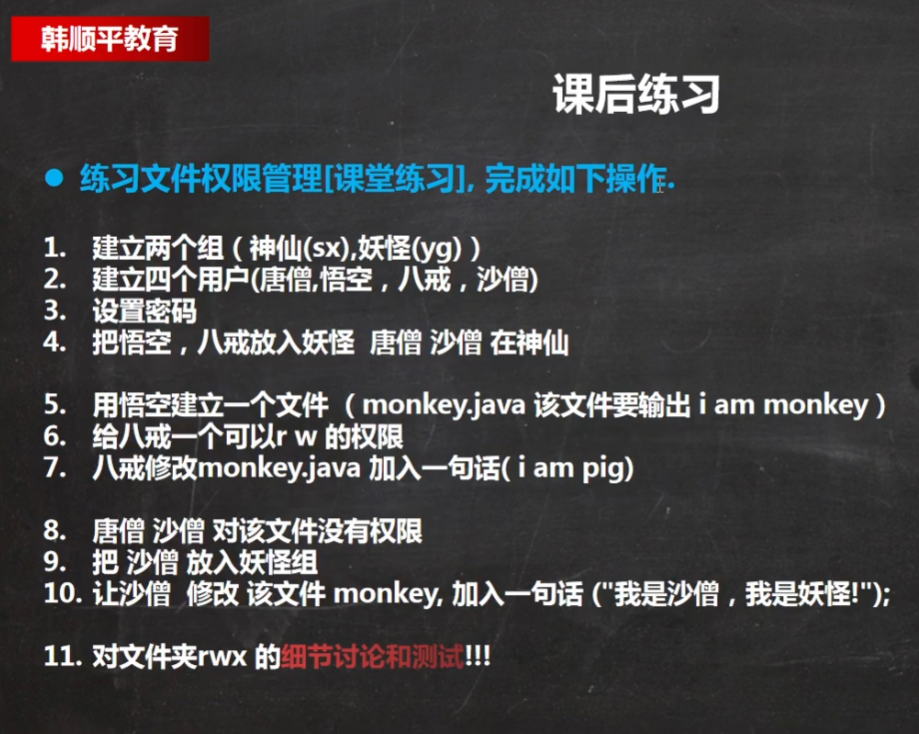 韩顺平教育
课后练习
● 练习文件权限管理[课堂练习], 完成如下操作.
1. 建立两个组（神仙(sx),妖怪(yg)）
2. 建立四个用户(唐僧,悟空，八戒，沙僧)
3. 设置密码
4. 把悟空，八戒放入妖怪 唐僧 沙僧 在神仙
5. 用悟空建立一个文件 （monkey.java 该文件要输出 i am monkey）
6. 给八戒一个可以r w 的权限
7. 八戒修改monkey.java 加入一句话( i am pig)
8. 唐僧 沙僧 对该文件没有权限
9. 把 沙僧 放入妖怪组
10. 让沙僧 修改 该文件 monkey, 加入一句话 ("我是沙僧，我是妖怪!");
11. 对文件夹rwx 的细节讨论和测试!!!